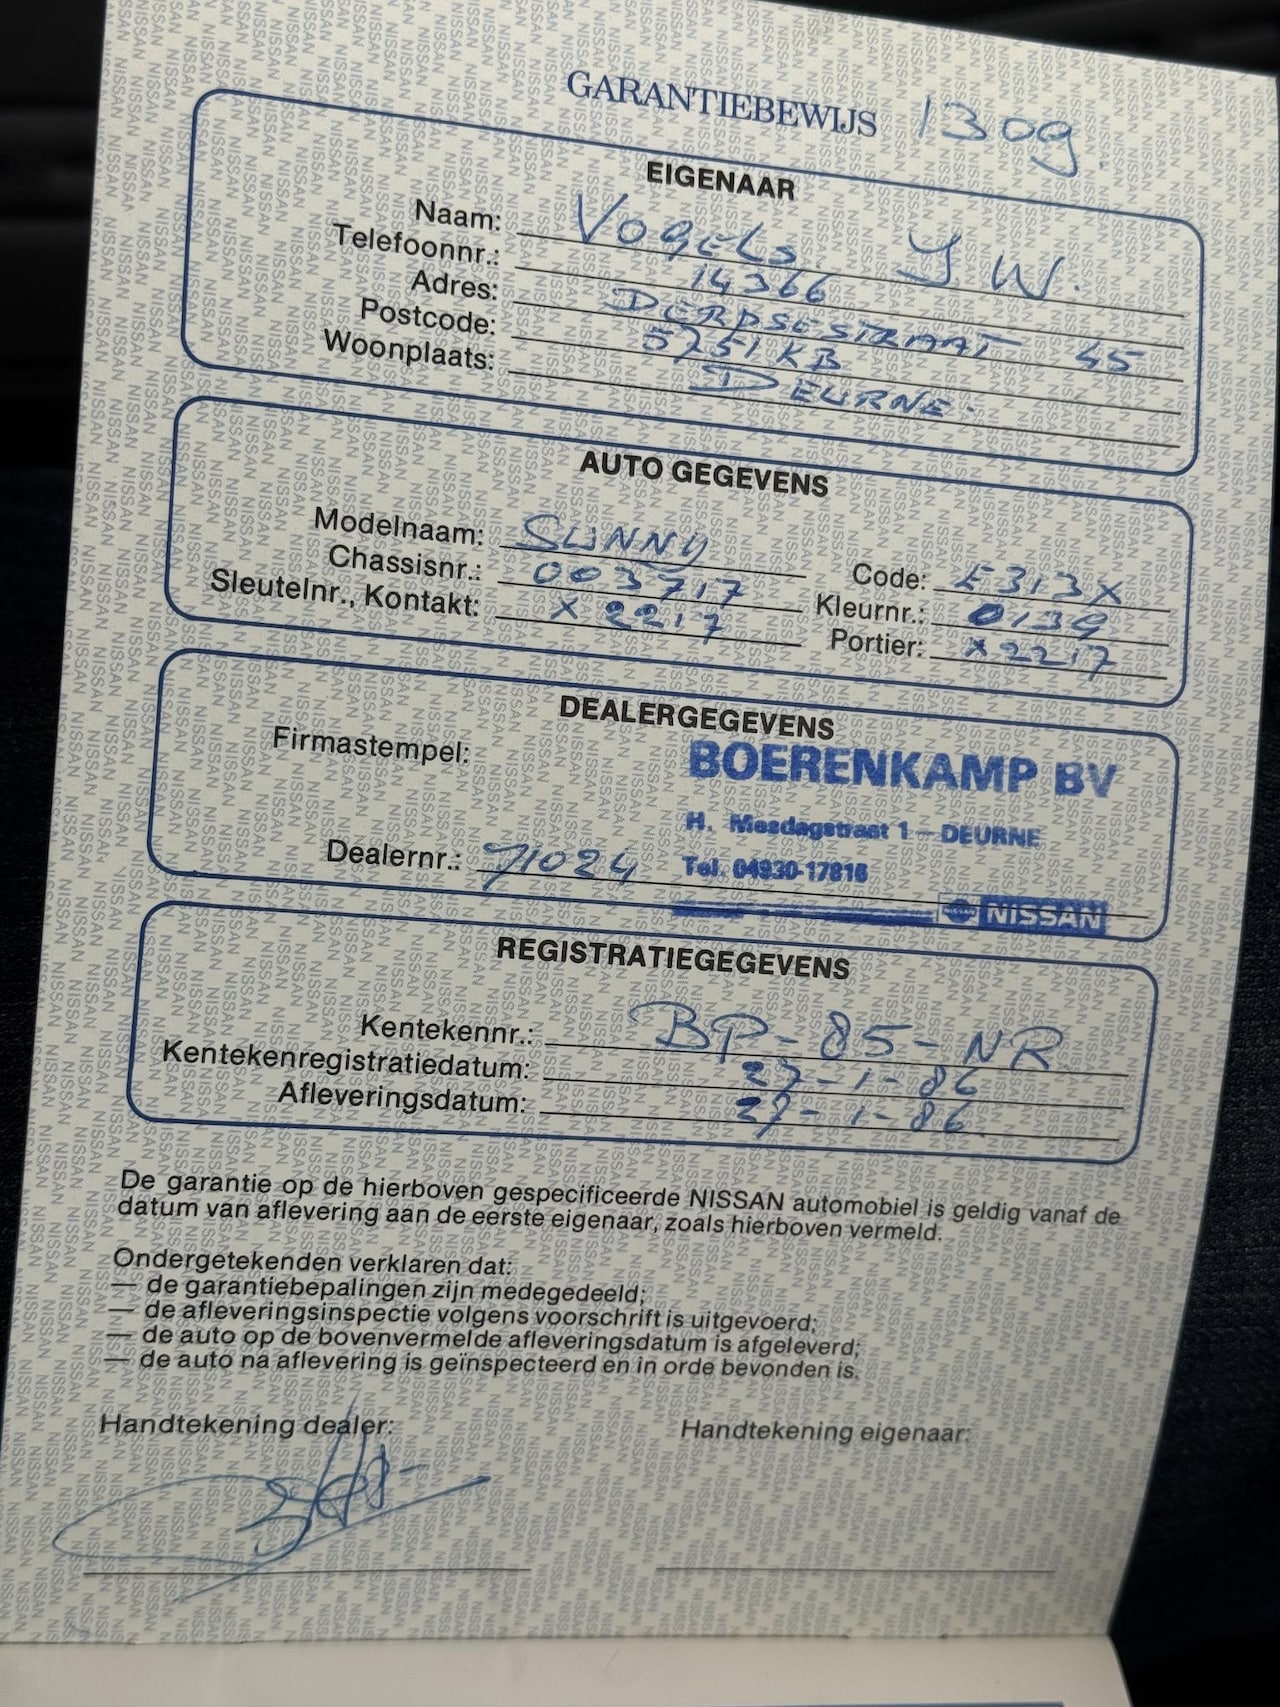 GARANTIEBEWIJS 1309.
EIGENAAR
Naam: Vogels J.W.
Telefoonnr.: 14366
Adres: DERPSESTRAAT 45
Postcode: 5751 KB
Woonplaats: DEURNE.
AUTO GEGEVENS
Modelnaam: SUNNY Code: E313X
Chassisnr.: 003717 Kleurnr.: 0139
Sleutelnr., Kontakt: X2217 Portier: X2217
DEALERGEGEVENS
Firmastempel: BOERENKAMP BV
H. Mesdagstraat 1 - DEURNE
Dealernr.: 71024 Tel. 04930-17816
NISSAN
REGISTRATIEGEGEVENS
Kentekennr.: BP-85-NR
Kentekenregistratiedatum: 27-1-86
Afleveringsdatum: 27-1-86
De garantie op de hierboven gespecificeerde NISSAN automobiel is geldig vanaf de
datum van aflevering aan de eerste eigenaar, zoals hierboven vermeld.
Ondergetekenden verklaren dat:
— de garantiebepalingen zijn medegedeeld;
— de afleveringsinspectie volgens voorschrift is uitgevoerd;
— de auto op de bovenvermelde afleveringsdatum is afgeleverd;
— de auto na aflevering is geïnspecteerd en in orde bevonden is.
Handtekening dealer: Handtekening eigenaar: